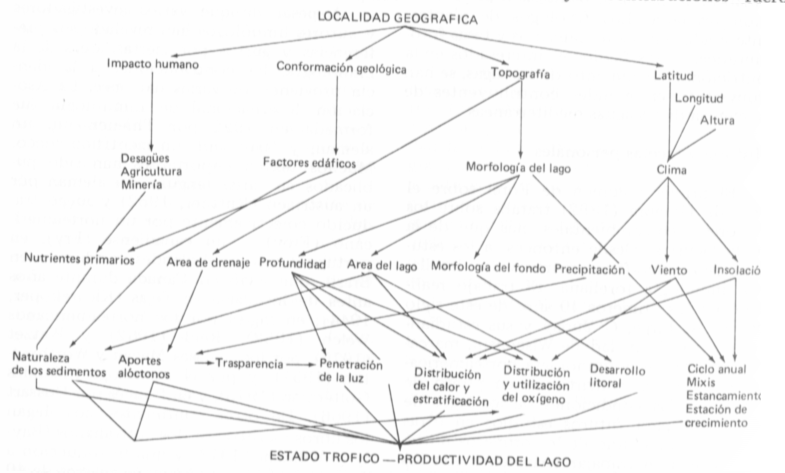 LOCALIDAD GEOGRAFICA
Impacto humano
Conformación geológica
Topografía
Latitud
Longitud
Altura
Desagües
Agricultura
Minería
Factores edáficos
Morfología del lago
Clima
Nutrientes primarios
Area de drenaje
Profundidad
Area del lago
Morfología del fondo
Precipitación
Viento
Insolació
Naturaleza
de los sedimentos
Aportes
alóctonos
Trasparencia
Penetración
de la luz
Distribución
del calor y
estratificación
Distribución
y utilización
del oxígeno
Desarrollo
litoral
Ciclo anual
Mixis
Estancamient
Estación de
crecimiento
ESTADO TROFICO — PRODUCTIVIDAD DEL LAGO